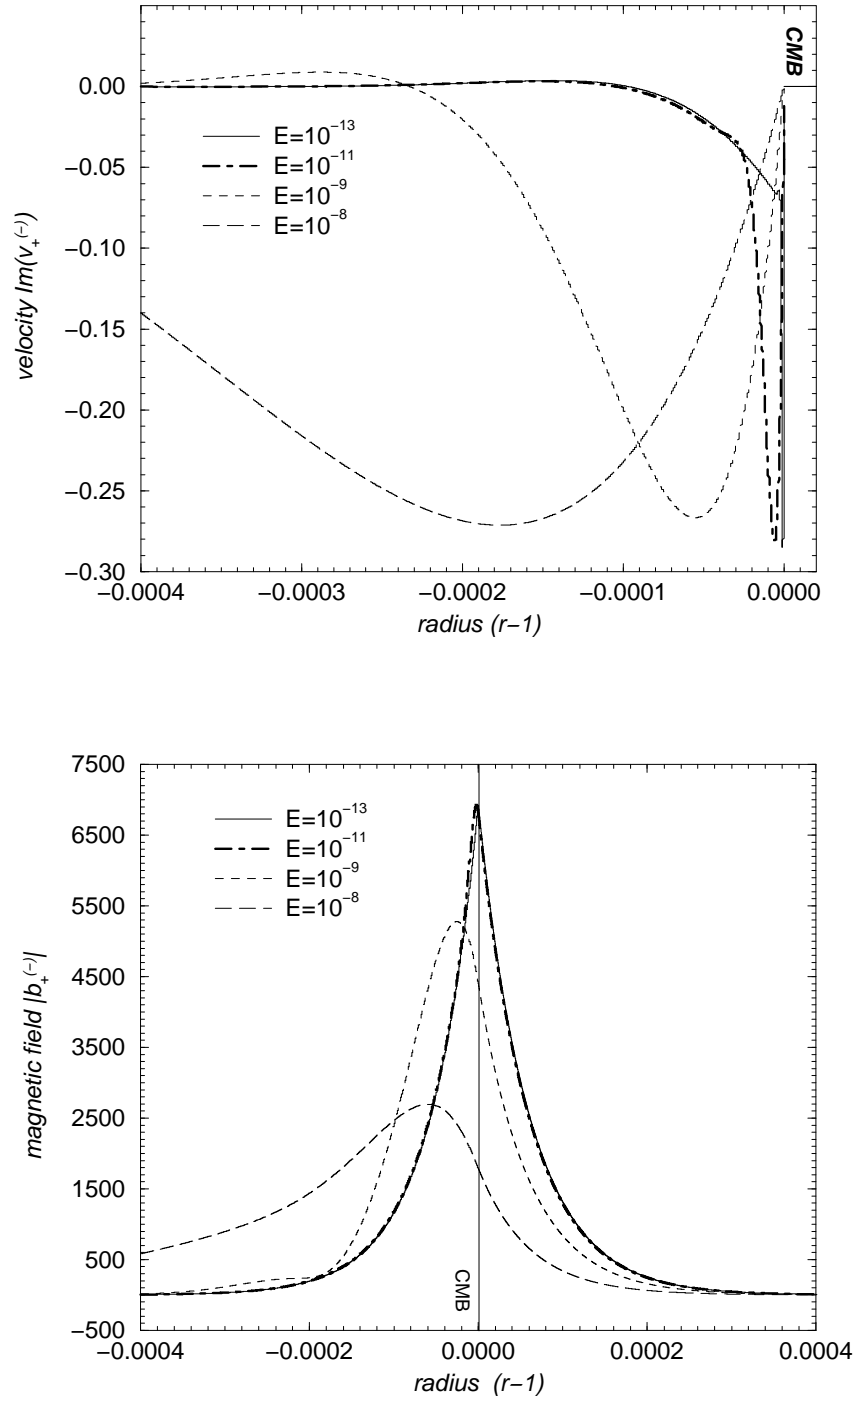 CMB
0.00
−0.05
−0.10
−0.15
−0.20
−0.25
−0.30
velocity Im(v₊⁽⁻⁾)
E=10⁻¹³
E=10⁻¹¹
E=10⁻⁹
E=10⁻⁸
−0.0004 −0.0003 −0.0002 −0.0001 0.0000
radius (r−1)
7500
6500
5500
4500
3500
2500
1500
500
−500
magnetic field |b₊⁽⁻⁾|
E=10⁻¹³
E=10⁻¹¹
E=10⁻⁹
E=10⁻⁸
CMB
−0.0004 −0.0002 0.0000 0.0002 0.0004
radius (r−1)